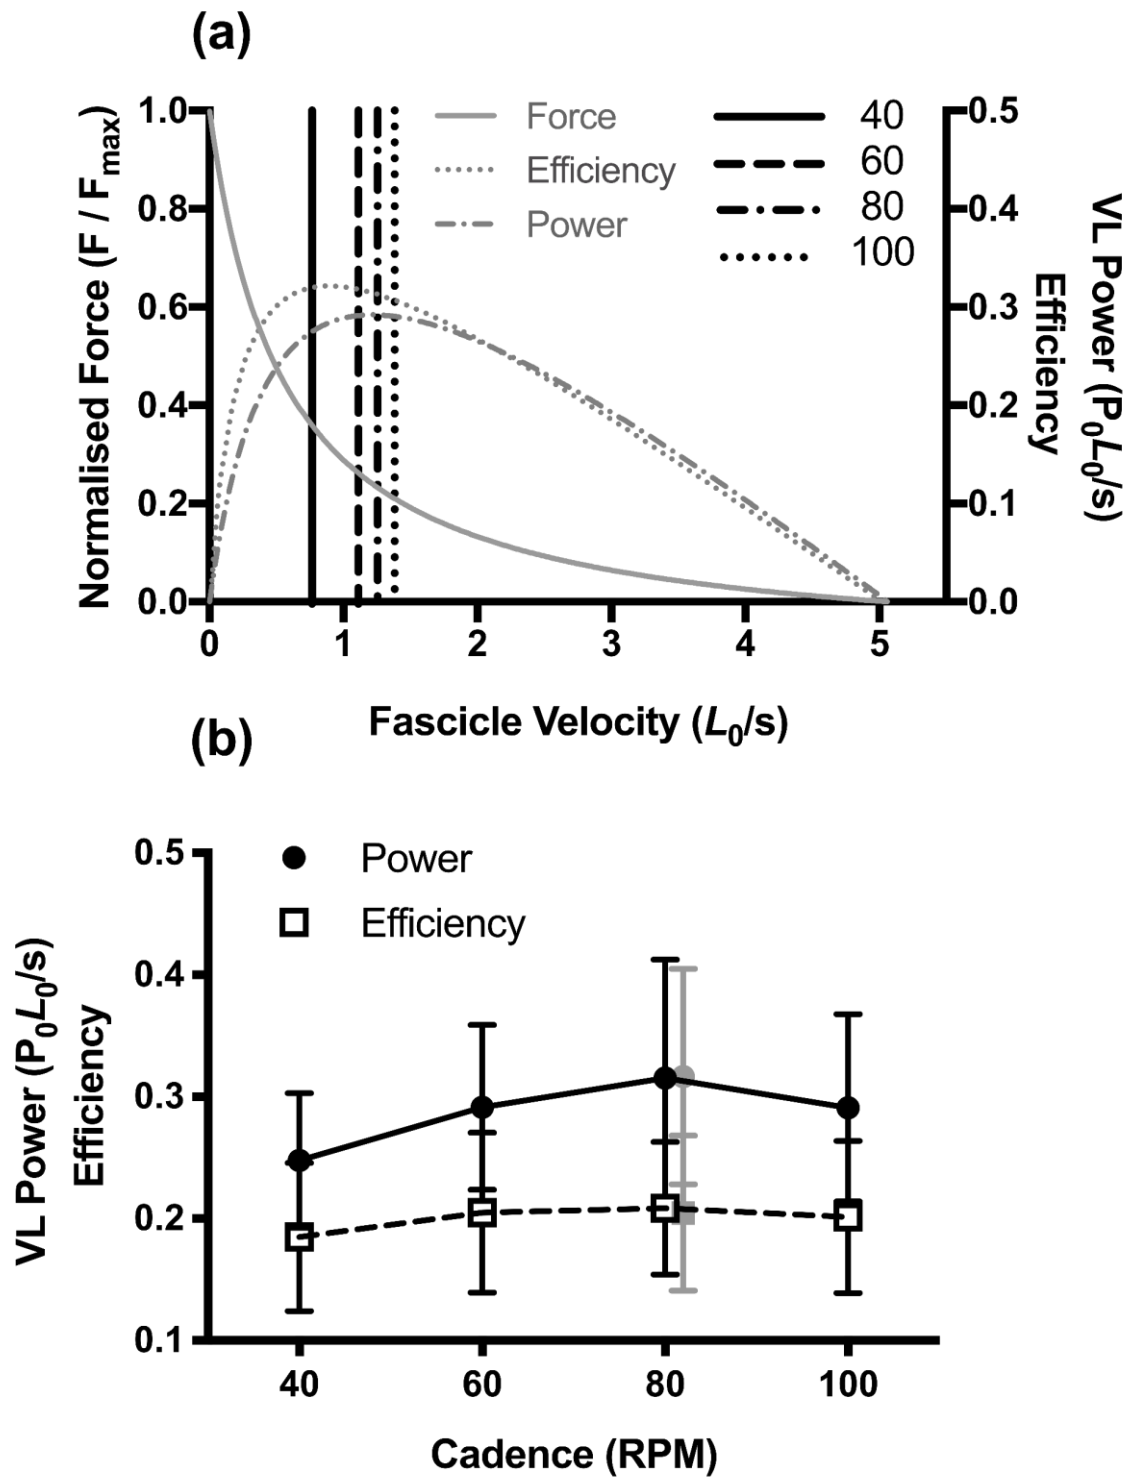 (a)
Normalised Force (F / Fmax)
1.0
0.8
0.6
0.4
0.2
0.0
Force
Efficiency
Power
40
60
80
100
0.5
0.4
0.3
0.2
0.1
0.0
VL Power (P0L0/s)
Efficiency
0 1 2 3 4 5
Fascicle Velocity (L0/s)
(b)
VL Power (P0L0/s)
Efficiency
0.5
0.4
0.3
0.2
0.1
Power
Efficiency
40 60 80 100
Cadence (RPM)